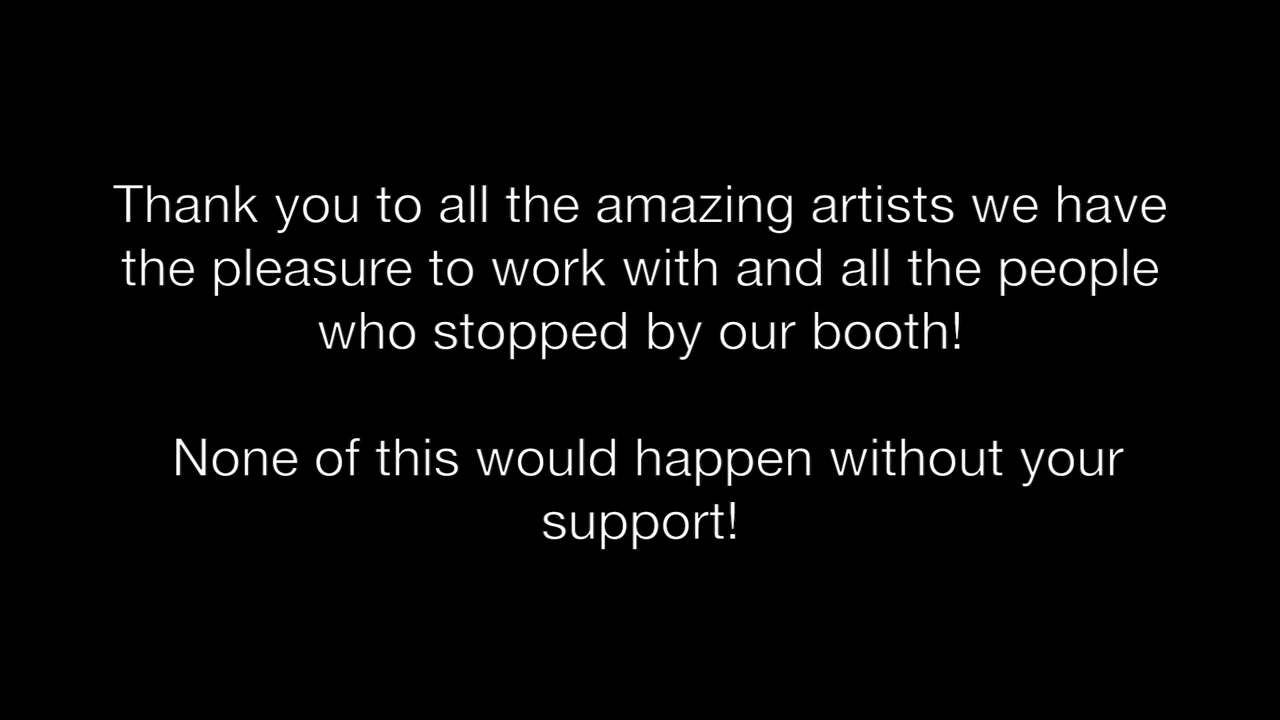 Thank you to all the amazing artists we have
the pleasure to work with and all the people
who stopped by our booth!
None of this would happen without your
support!